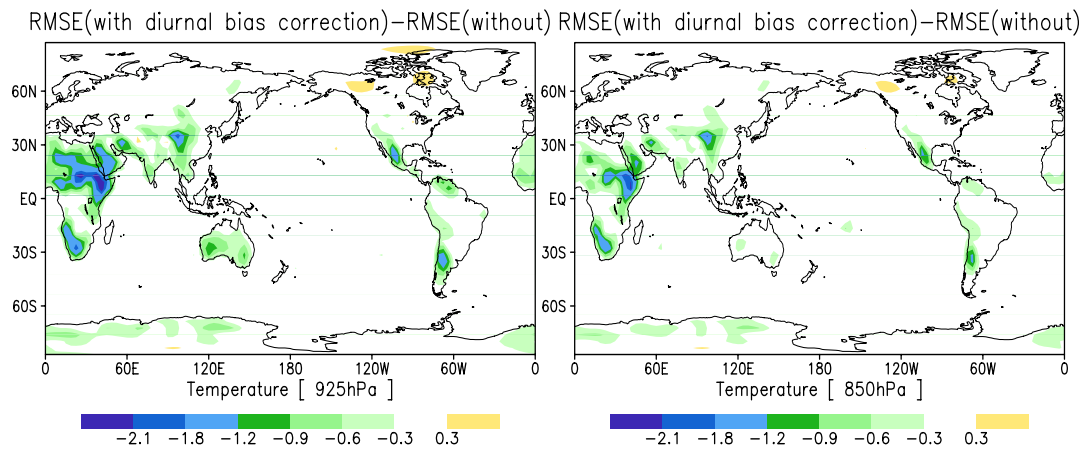 RMSE(with diurnal bias correction)−RMSE(without) RMSE(with diurnal bias correction)−RMSE(without)
60N 60N
30N 30N
EQ EQ
30S 30S
60S 60S
0 60E 120E 180 120W 60W 0 0 60E 120E 180 120W 60W 0
Temperature [ 925hPa ] Temperature [ 850hPa ]
−2.1 −1.8 −1.2 −0.9 −0.6 −0.3 0.3 −2.1 −1.8 −1.2 −0.9 −0.6 −0.3 0.3